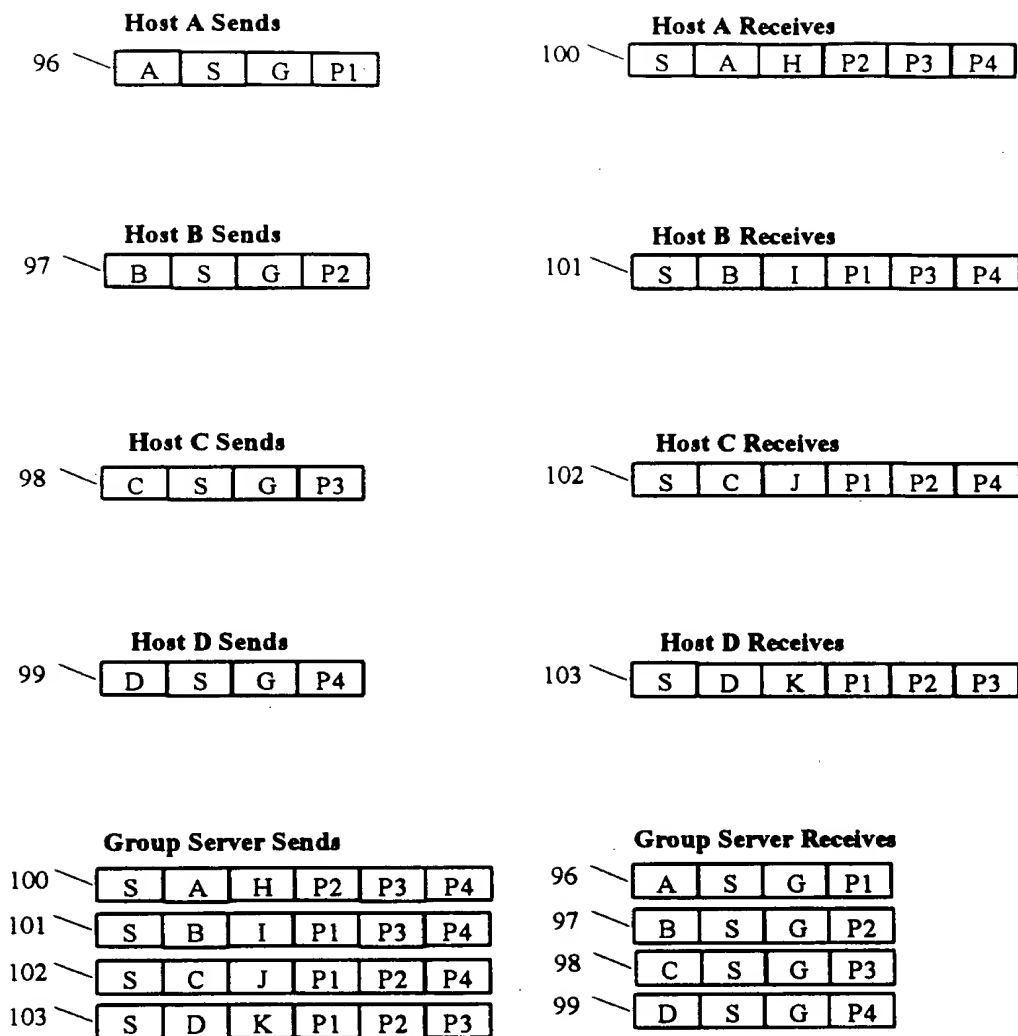 Host A Sends
96 A S G P1
Host A Receives
100 S A H P2 P3 P4
Host B Sends
97 B S G P2
Host B Receives
101 S B I P1 P3 P4
Host C Sends
98 C S G P3
Host C Receives
102 S C J P1 P2 P4
Host D Sends
99 D S G P4
Host D Receives
103 S D K P1 P2 P3
Group Server Sends
100 S A H P2 P3 P4
101 S B I P1 P3 P4
102 S C J P1 P2 P4
103 S D K P1 P2 P3
Group Server Receives
96 A S G P1
97 B S G P2
98 C S G P3
99 D S G P4